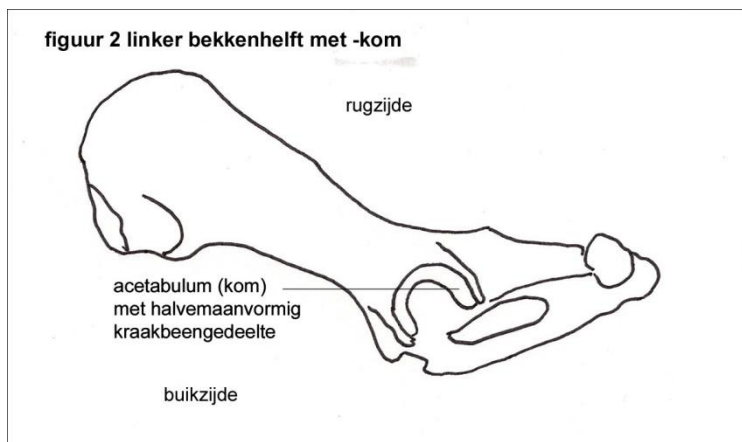 figuur 2 linker bekkenhelft met -kom
rugzijde
acetabulum (kom)
met halvemaanvormig
kraakbeengedeelte
buikzijde